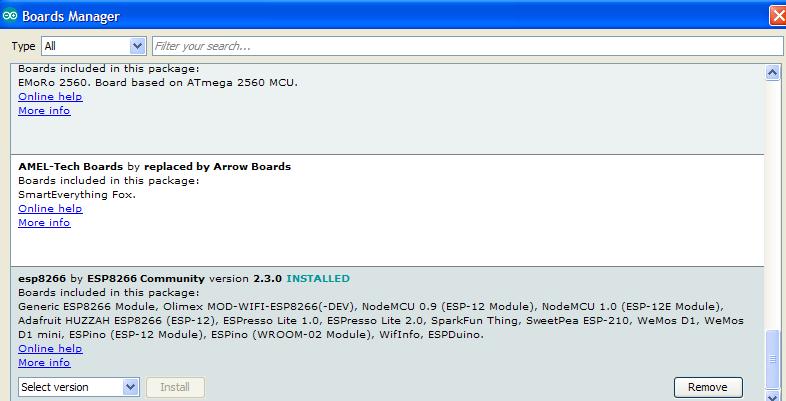 Boards Manager
Type All Filter your search...
Boards included in this package:
EMoRo 2560. Board based on ATmega 2560 MCU.
Online help
More info
AMEL-Tech Boards by replaced by Arrow Boards
Boards included in this package:
SmartEverything Fox.
Online help
More info
esp8266 by ESP8266 Community version 2.3.0 INSTALLED
Boards included in this package:
Generic ESP8266 Module, Olimex MOD-WIFI-ESP8266(-DEV), NodeMCU 0.9 (ESP-12 Module), NodeMCU 1.0 (ESP-12E Module),
Adafruit HUZZAH ESP8266 (ESP-12), ESPresso Lite 1.0, ESPresso Lite 2.0, SparkFun Thing, SweetPea ESP-210, WeMos D1, WeMos
D1 mini, ESPino (ESP-12 Module), ESPino (WROOM-02 Module), WifInfo, ESPDuino.
Online help
More info
Select version Install Remove